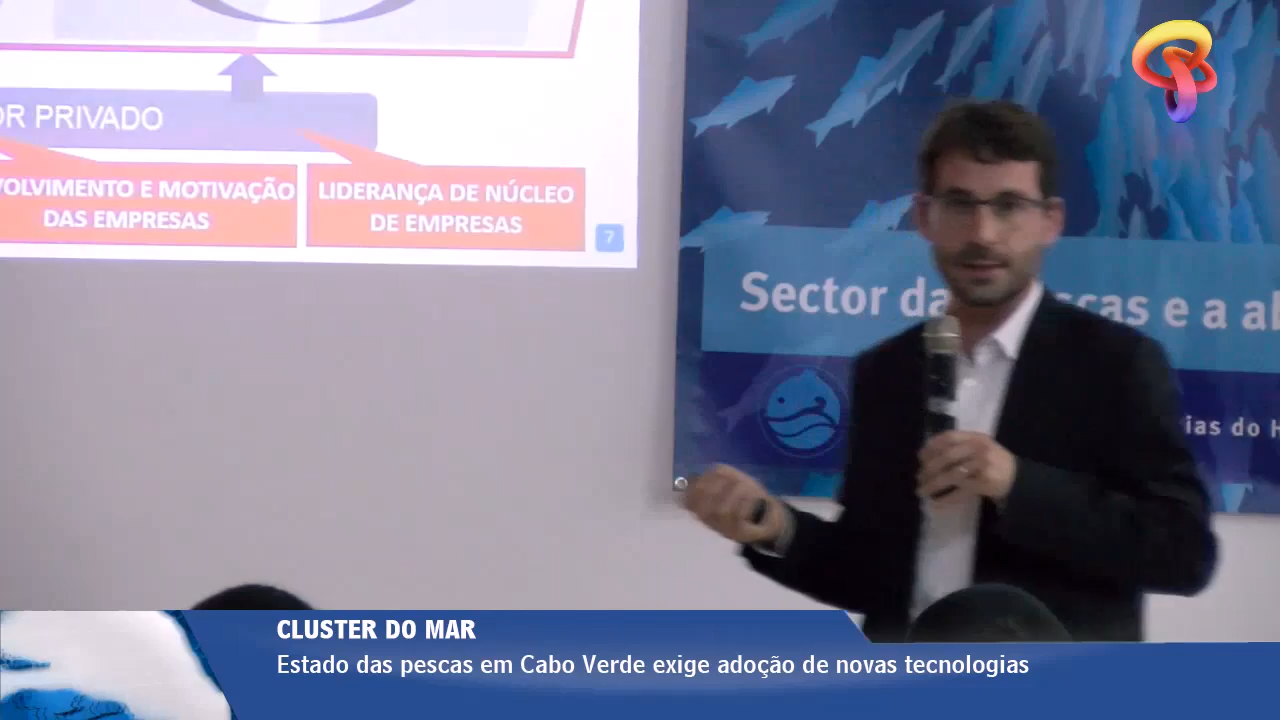 OR PRIVADO
VOLVIMENTO E MOTIVAÇÃO
DAS EMPRESAS
LIDERANÇA DE NÚCLEO
DE EMPRESAS
7
Sector da scas e a al
ias do H
CLUSTER DO MAR
Estado das pescas em Cabo Verde exige adoção de novas tecnologias